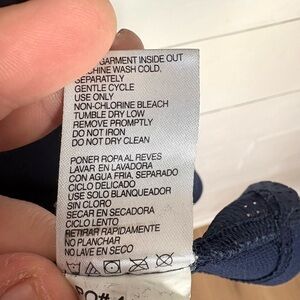 GARMENT INSIDE OUT
MACHINE WASH COLD,
SEPARATELY
GENTLE CYCLE
USE ONLY
NON-CHLORINE BLEACH
TUMBLE DRY LOW
REMOVE PROMPTLY
DO NOT IRON
DO NOT DRY CLEAN
PONER ROPA AL REVES
LAVAR EN LAVADORA
CON AGUA FRIA, SEPARADO
CICLO DELICADO
USE SOLO BLANQUEADOR
SIN CLORO
SECAR EN SECADORA
CICLO LENTO
RETIRAR RAPIDAMENTE
NO PLANCHAR
NO LAVE EN SECO